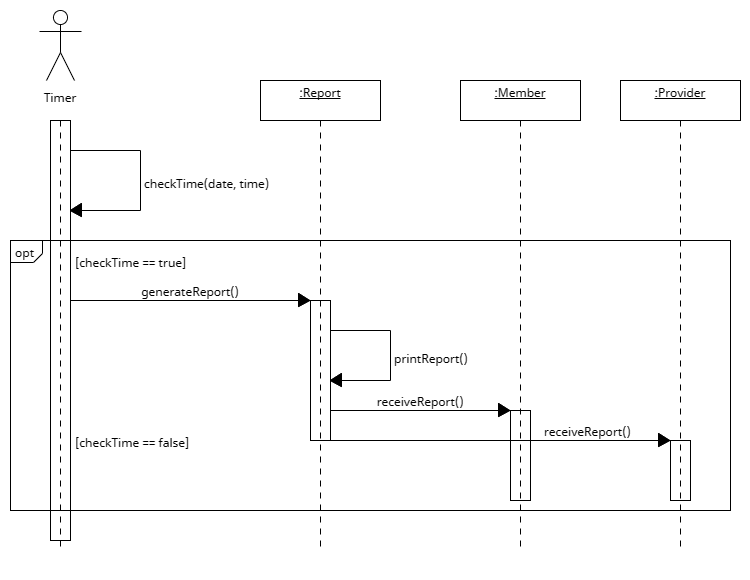 Timer
:Report
:Member
:Provider
checkTime(date, time)
opt
[checkTime == true]
generateReport()
printReport()
receiveReport()
receiveReport()
[checkTime == false]